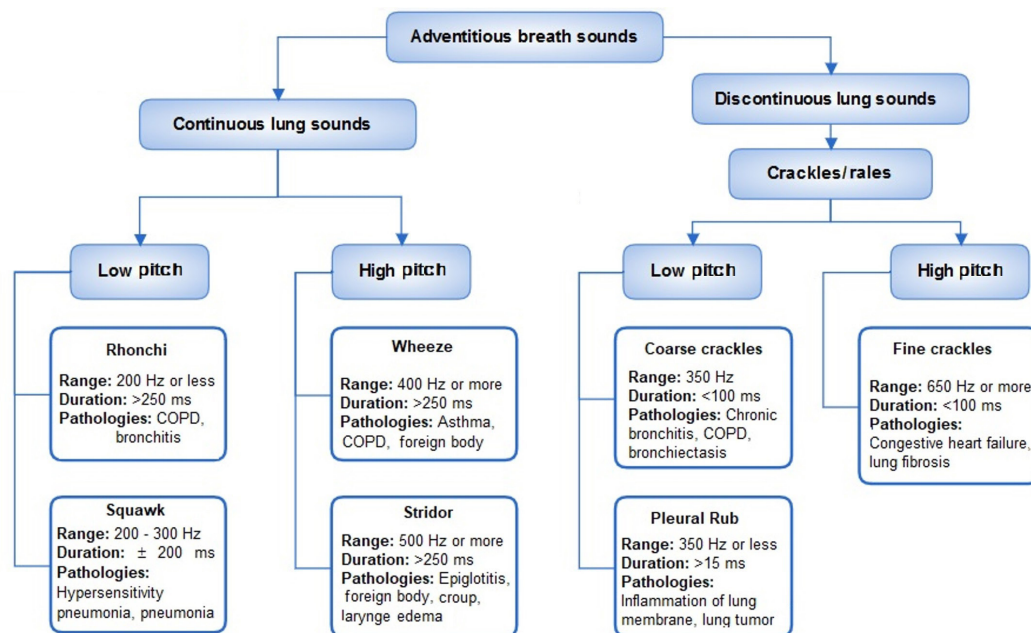 Adventitious breath sounds
Continuous lung sounds
Discontinuous lung sounds
Crackles/rales
Low pitch
High pitch
Low pitch
High pitch
Rhonchi
Range: 200 Hz or less
Duration: >250 ms
Pathologies: COPD,
bronchitis
Wheeze
Range: 400 Hz or more
Duration: >250 ms
Pathologies: Asthma,
COPD, foreign body
Coarse crackles
Range: 350 Hz
Duration: <100 ms
Pathologies: Chronic
bronchitis, COPD,
bronchiectasis
Fine crackles
Range: 650 Hz or more
Duration: <100 ms
Pathologies:
Congestive heart failure,
lung fibrosis
Squawk
Range: 200 - 300 Hz
Duration: ± 200 ms
Pathologies:
Hypersensitivity
pneumonia, pneumonia
Stridor
Range: 500 Hz or more
Duration: >250 ms
Pathologies: Epiglotitis,
foreign body, croup,
larynge edema
Pleural Rub
Range: 350 Hz or less
Duration: >15 ms
Pathologies:
Inflammation of lung
membrane, lung tumor